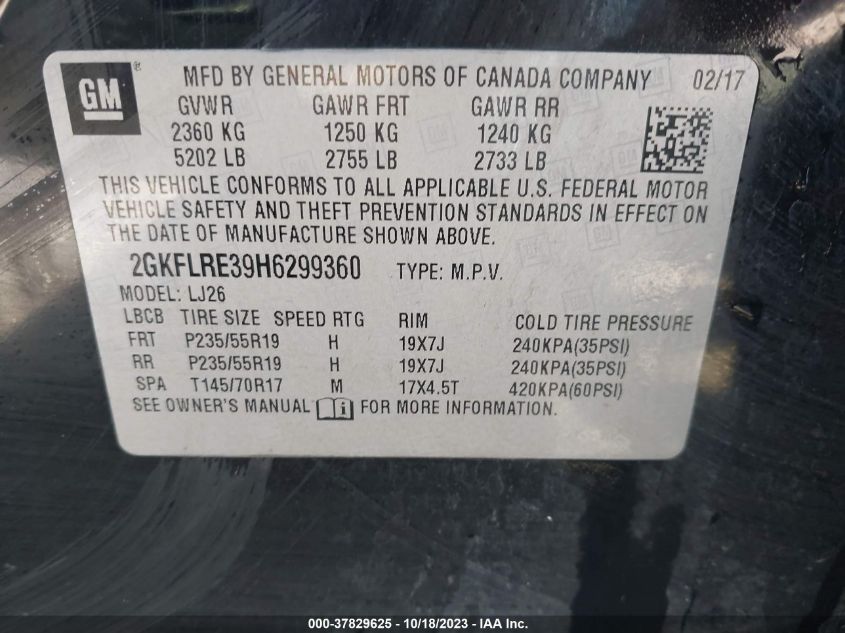 GM® MFD BY GENERAL MOTORS OF CANADA COMPANY 02/17
GVWR GAWR FRT GAWR RR
2360 KG 1250 KG 1240 KG
5202 LB 2755 LB 2733 LB
THIS VEHICLE CONFORMS TO ALL APPLICABLE U.S. FEDERAL MOTOR
VEHICLE SAFETY AND THEFT PREVENTION STANDARDS IN EFFECT ON
THE DATE OF MANUFACTURE SHOWN ABOVE.
2GKFLRE39H6299360 TYPE: M.P.V.
MODEL: LJ26
LBCB TIRE SIZE SPEED RTG RIM COLD TIRE PRESSURE
FRT P235/55R19 H 19X7J 240KPA(35PSI)
RR P235/55R19 H 19X7J 240KPA(35PSI)
SPA T145/70R17 M 17X4.5T 420KPA(60PSI)
SEE OWNER'S MANUAL i FOR MORE INFORMATION.
000-37829625 - 10/18/2023 - IAA Inc.